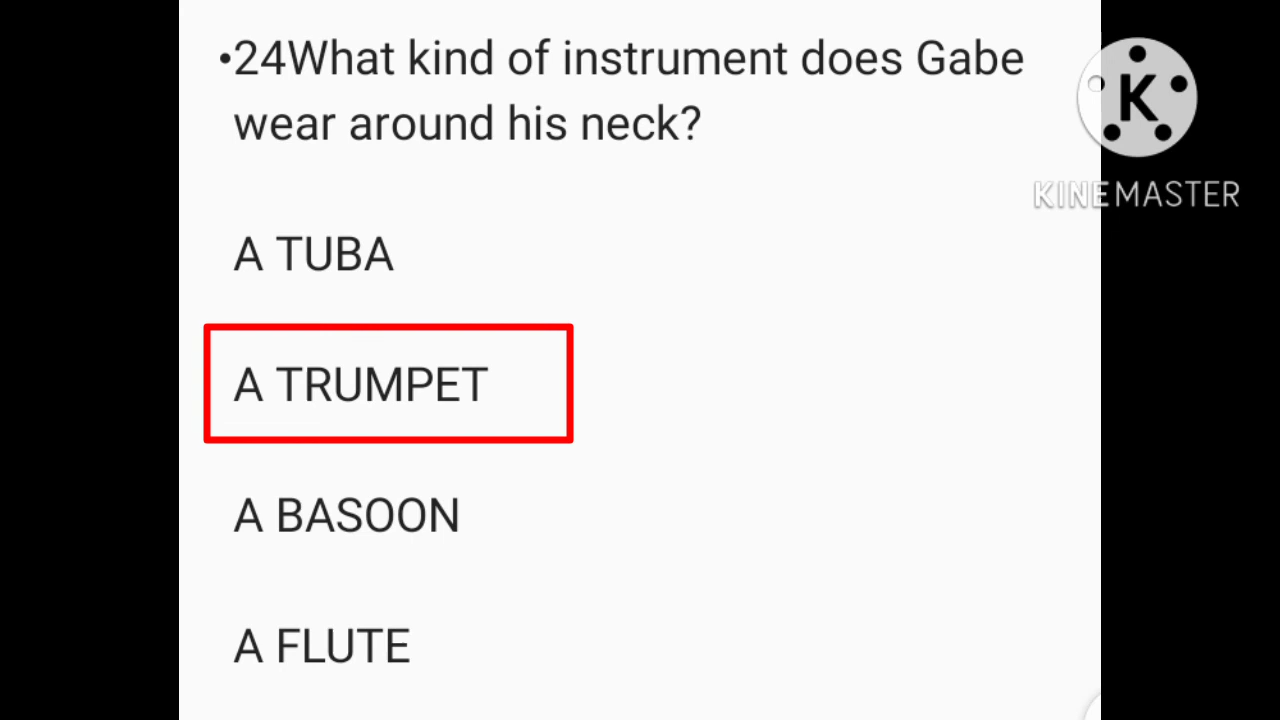 •24What kind of instrument does Gabe
wear around his neck?
K
KINEMASTER
A TUBA
A TRUMPET
A BASOON
A FLUTE